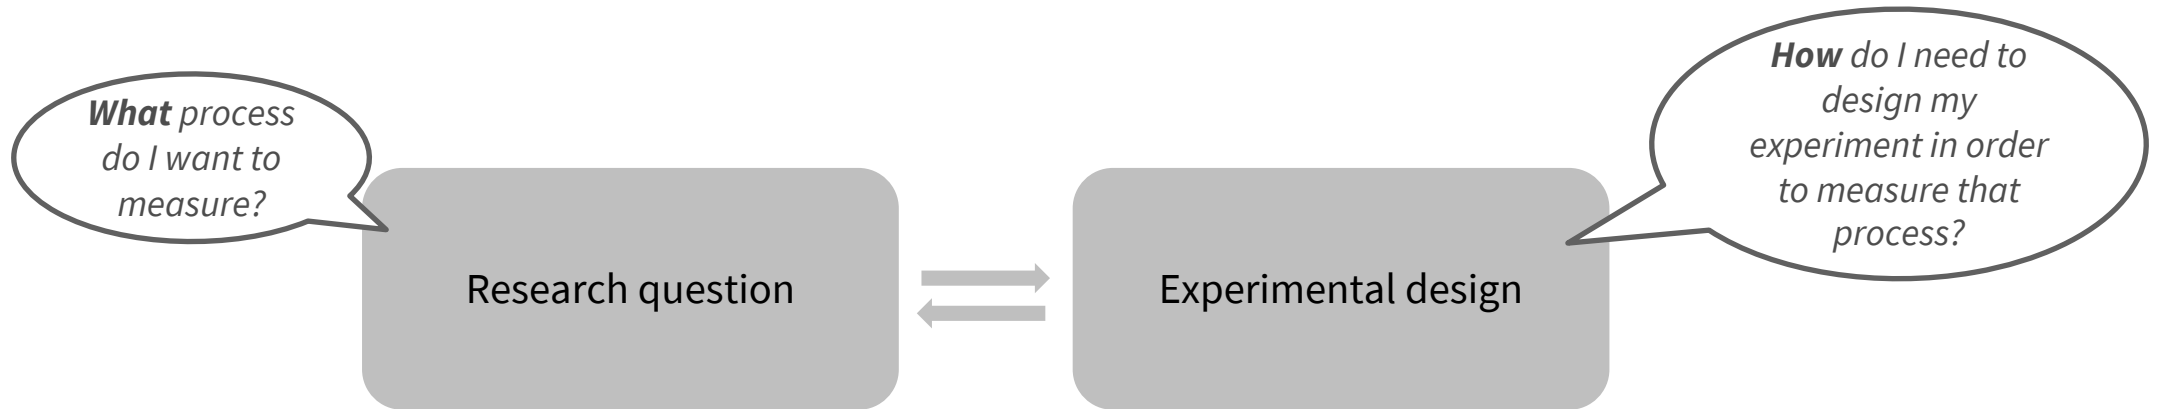 What process
do I want to
measure?
Research question
Experimental design
How do I need to
design my
experiment in order
to measure that
process?